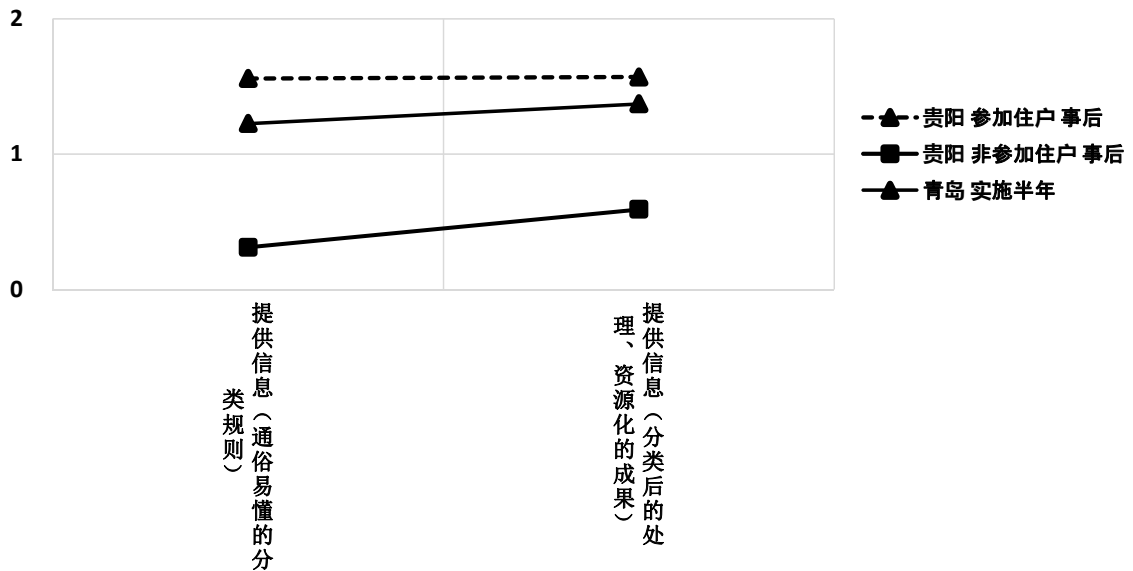 2
1
0
贵阳 参加住户 事后
贵阳 非参加住户 事后
青岛 实施半年
提供信息（通俗易懂的分
类规则）
提供信息（分类后的处
理、资源化的成果）